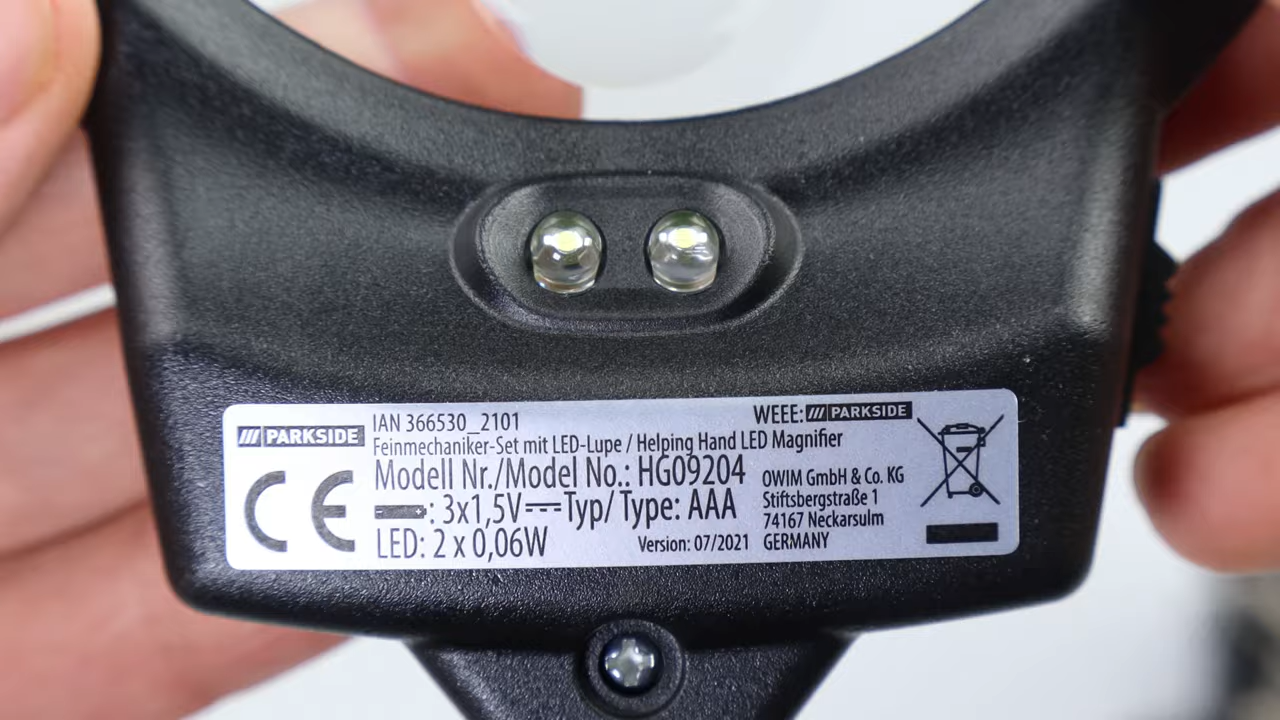 /// PARKSIDE
IAN 366530_2101
Feinmechaniker-Set mit LED-Lupe / Helping Hand LED Magnifier
Modell Nr./Model No.: HG09204
- +: 3x1,5V⎓Typ/ Type: AAA
LED: 2 x 0,06W
Version: 07/2021
WEEE: /// PARKSIDE
OWIM GmbH & Co. KG
Stiftsbergstraße 1
74167 Neckarsulm
GERMANY
CE